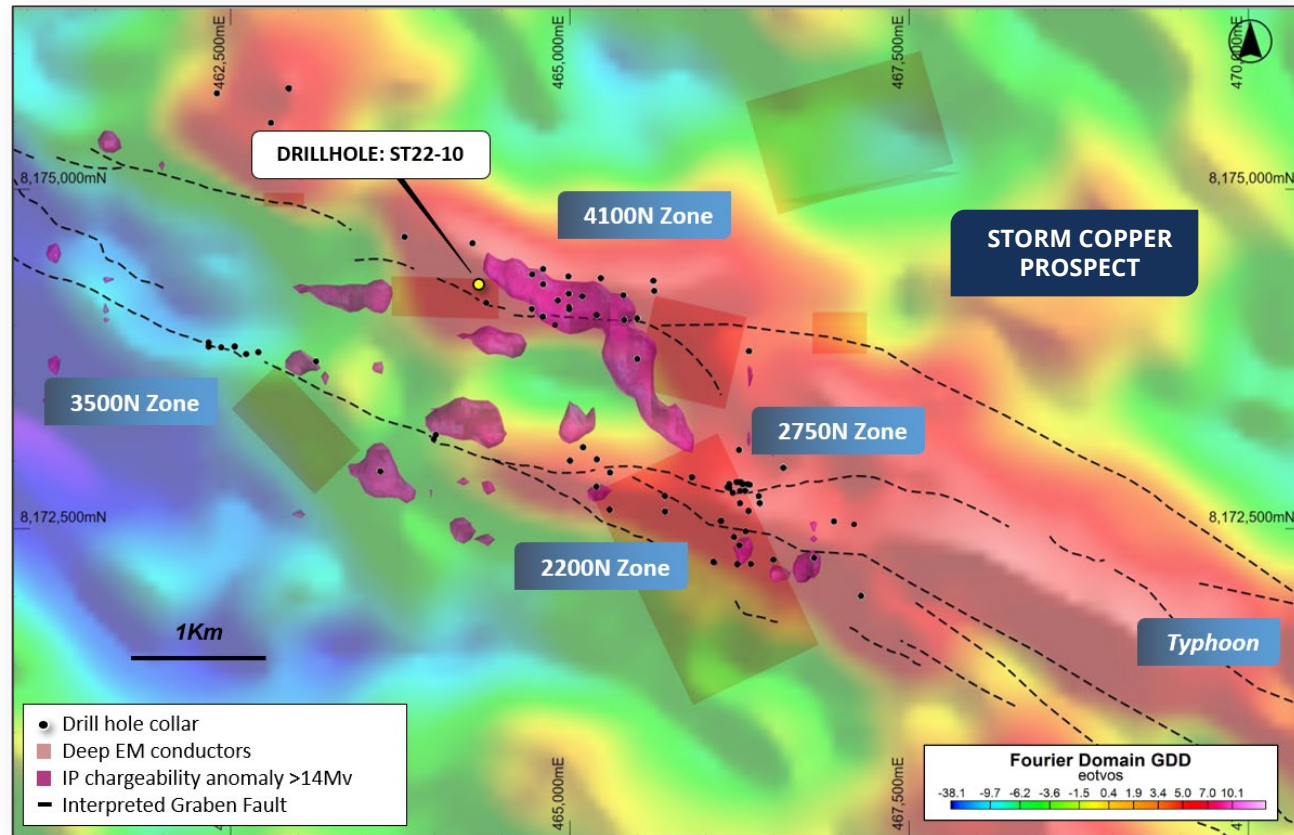 462,500mE
465,000mE
467,500mE
470,000mE
DRILLHOLE: ST22-10
8,175,000mN
8,175,000mN
4100N Zone
STORM COPPER
PROSPECT
3500N Zone
2750N Zone
8,172,500mN
8,172,500mN
2200N Zone
1Km
Typhoon
Drill hole collar
Deep EM conductors
IP chargeability anomaly >14Mv
Interpreted Graben Fault
465,000mE
467,500mE
Fourier Domain GDD
eotvos
-38.1 -9.7 -6.2 -3.6 -1.5 0.4 1.9 3.4 5.0 7.0 10.1